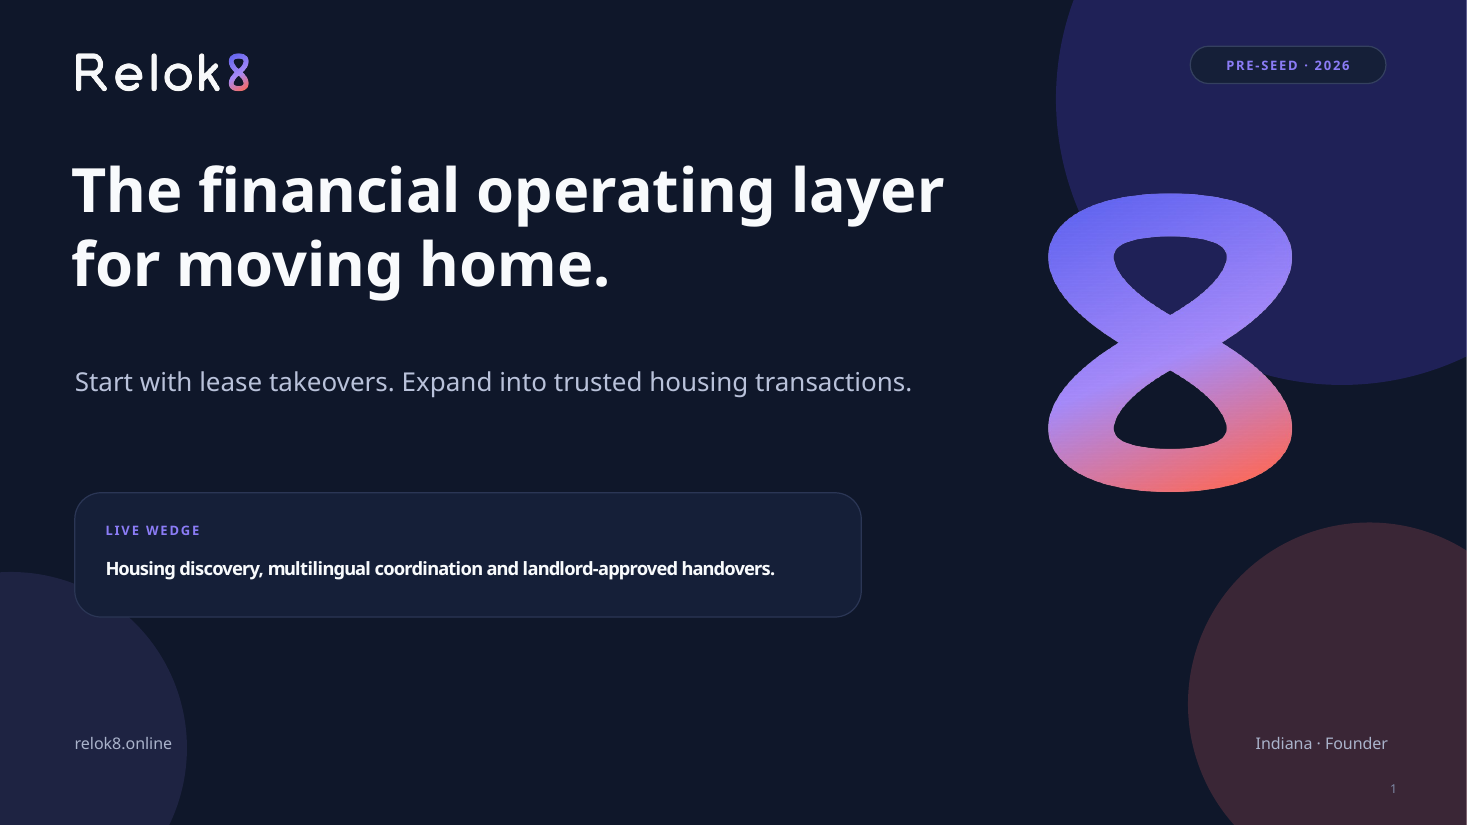 Relok8
PRE-SEED · 2026
The financial operating layer
for moving home.
Start with lease takeovers. Expand into trusted housing transactions.
8
LIVE WEDGE
Housing discovery, multilingual coordination and landlord-approved handovers.
relok8.online
Indiana · Founder
1